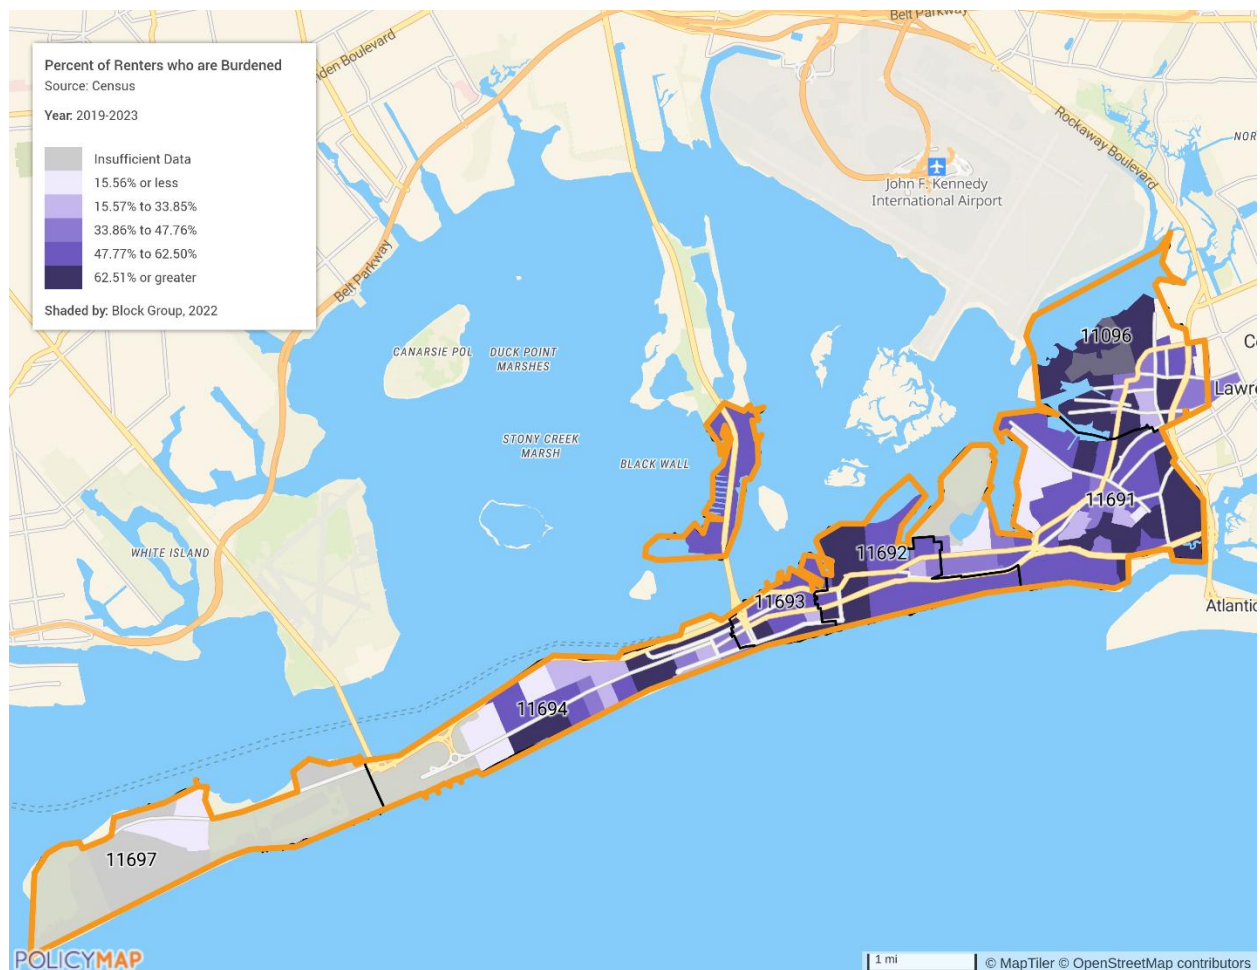 Belt Parkway
Percent of Renters who are Burdened
Source: Census
Year: 2019-2023
Insufficient Data
15.56% or less
15.57% to 33.85%
33.86% to 47.76%
47.77% to 62.50%
62.51% or greater
Shaded by: Block Group, 2022
den Boulevard
Belt Parkway
Rockaway Boulevard
NOR
John F. Kennedy
International Airport
CANARSIE POL
DUCK POINT
MARSHES
11096
Co
Lawre
STONY CREEK
MARSH
BLACK WALL
11691
WHITE ISLAND
11692
11693
Atlantic
11694
11697
POLICYMAP
1 mi
© MapTiler © OpenStreetMap contributors